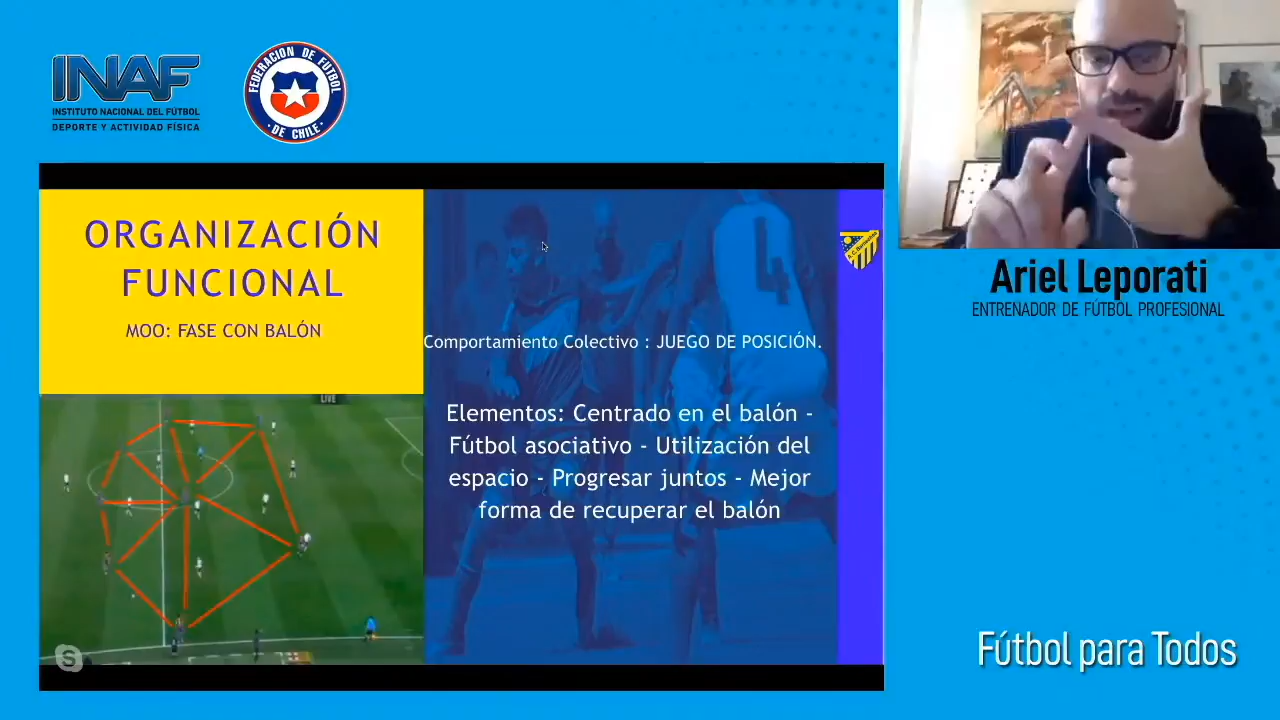 INAF
INSTITUTO NACIONAL DEL FÚTBOL
DEPORTE Y ACTIVIDAD FÍSICA
FEDERACION DE FUTBOL
· DE CHILE ·
ORGANIZACIÓN
FUNCIONAL
MOO: FASE CON BALÓN
LIVE
4
Comportamiento Colectivo : JUEGO DE POSICIÓN.
Elementos: Centrado en el balón -
Fútbol asociativo - Utilización del
espacio - Progresar juntos - Mejor
forma de recuperar el balón
Ariel Leporati
ENTRENADOR DE FÚTBOL PROFESIONAL
Fútbol para Todos
S